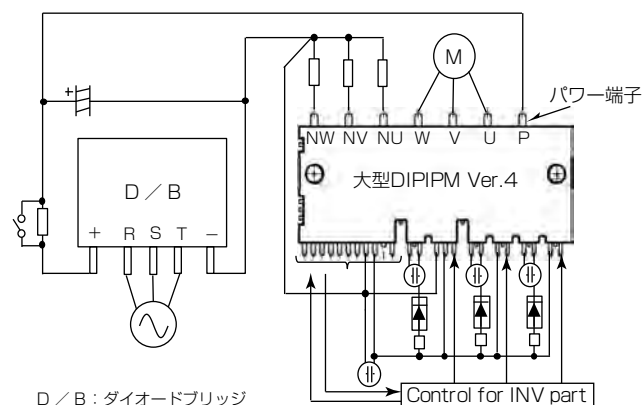 +
M
パワー端子
NW NV NU W V U P
大型DIPIPM Ver.4
D／B
+ R S T −
Control for INV part
D／B：ダイオードブリッジ